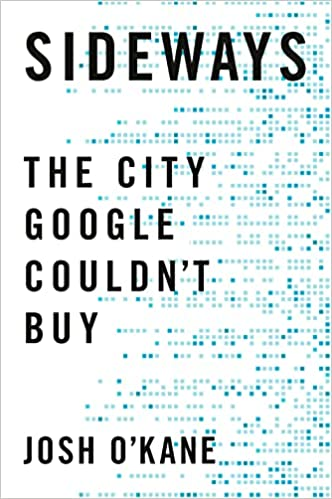 SIDEWAYS
THE CITY
GOOGLE
COULDN'T
BUY
JOSH O'KANE